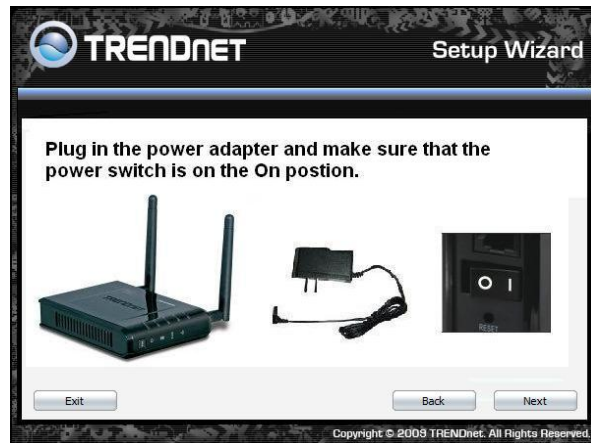 TRENDNET
Setup Wizard
Plug in the power adapter and make sure that the
power switch is on the On postion.
TRENDNET
O I
RESET
Exit
Back
Next
Copyright © 2009 TRENDnet. All Rights Reserved.